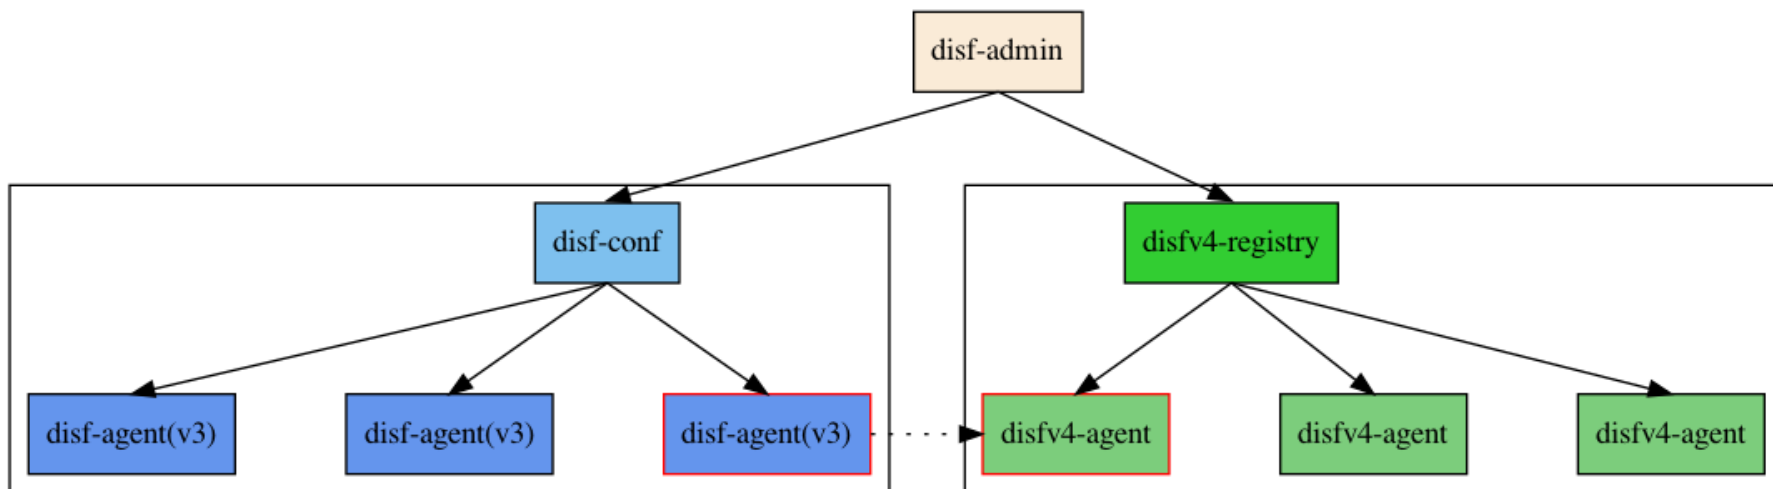 disf-admin
disf-conf
disfv4-registry
disf-agent(v3)
disf-agent(v3)
disf-agent(v3)
disfv4-agent
disfv4-agent
disfv4-agent